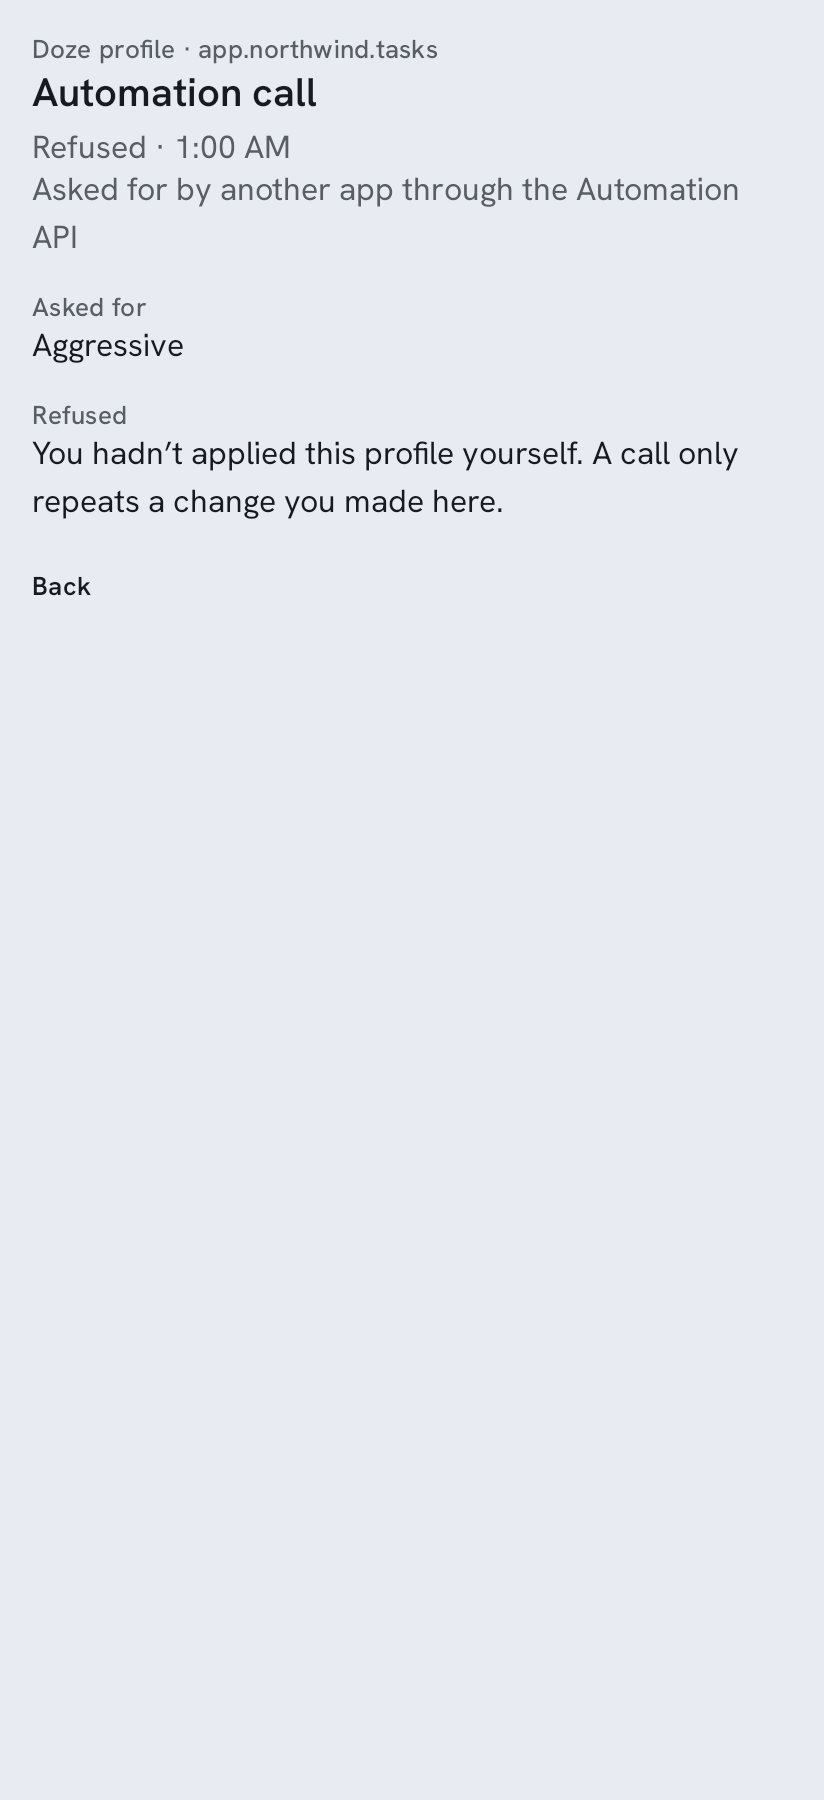 Doze profile · app.northwind.tasks
Automation call
Refused · 1:00 AM
Asked for by another app through the Automation
API
Asked for
Aggressive
Refused
You hadn’t applied this profile yourself. A call only
repeats a change you made here.
Back